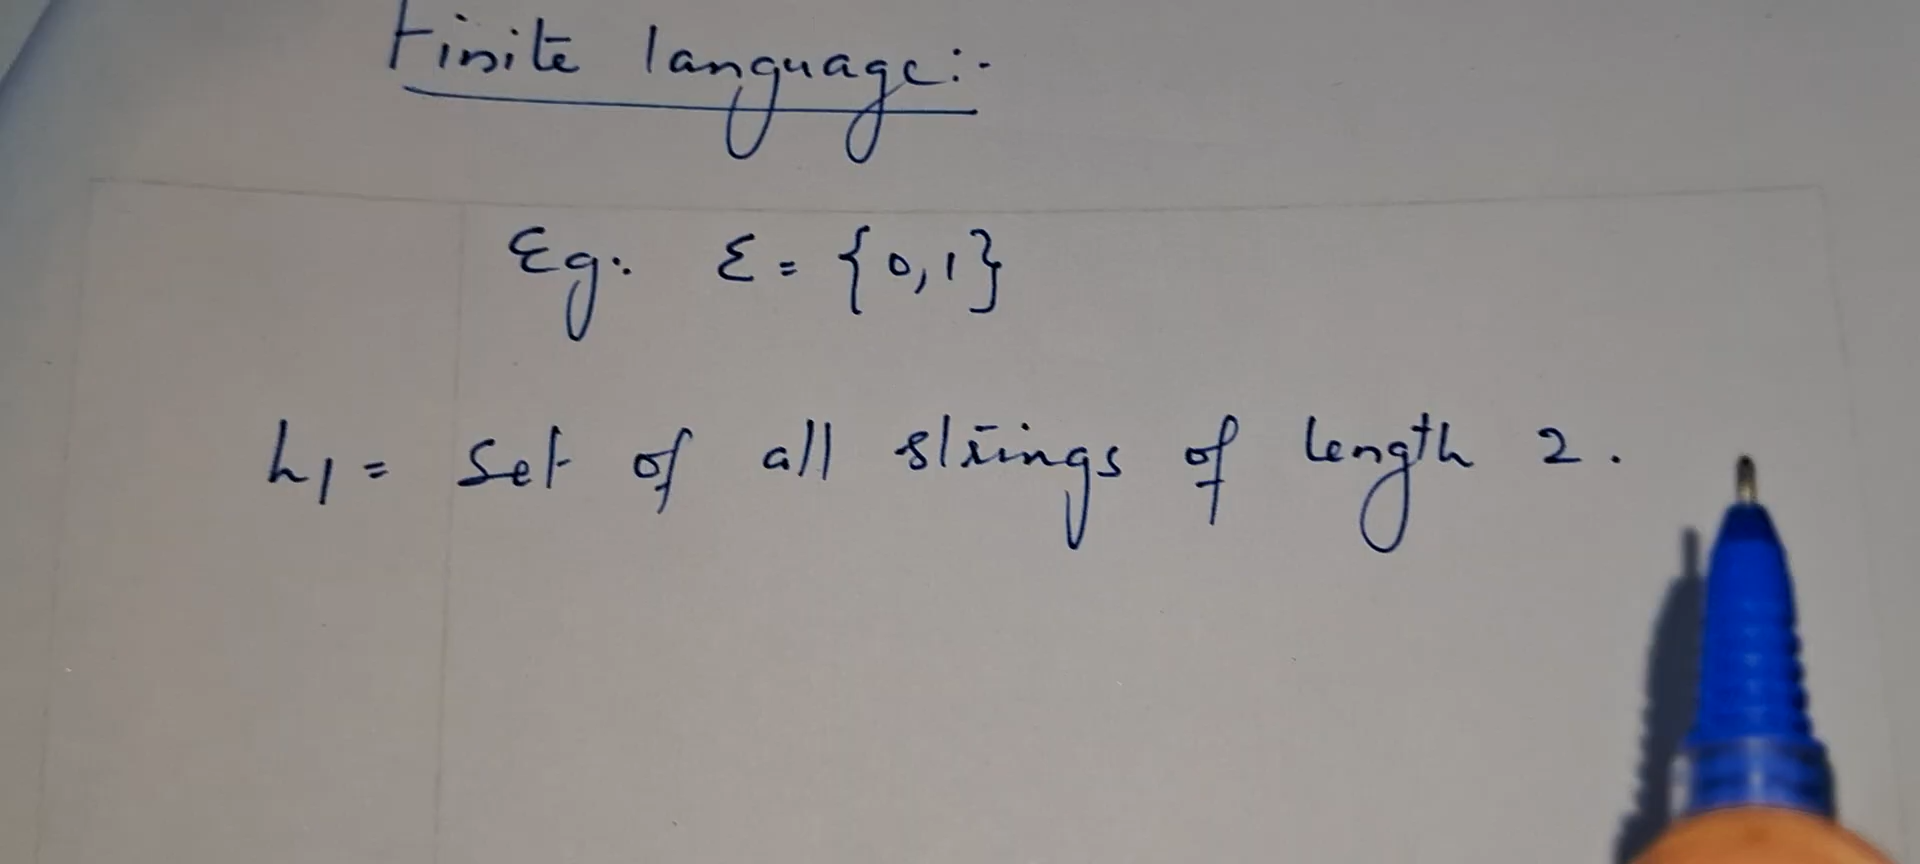 Finite language:-
Eg:  Σ = {0,1}
L1 = Set of all strings of length 2.